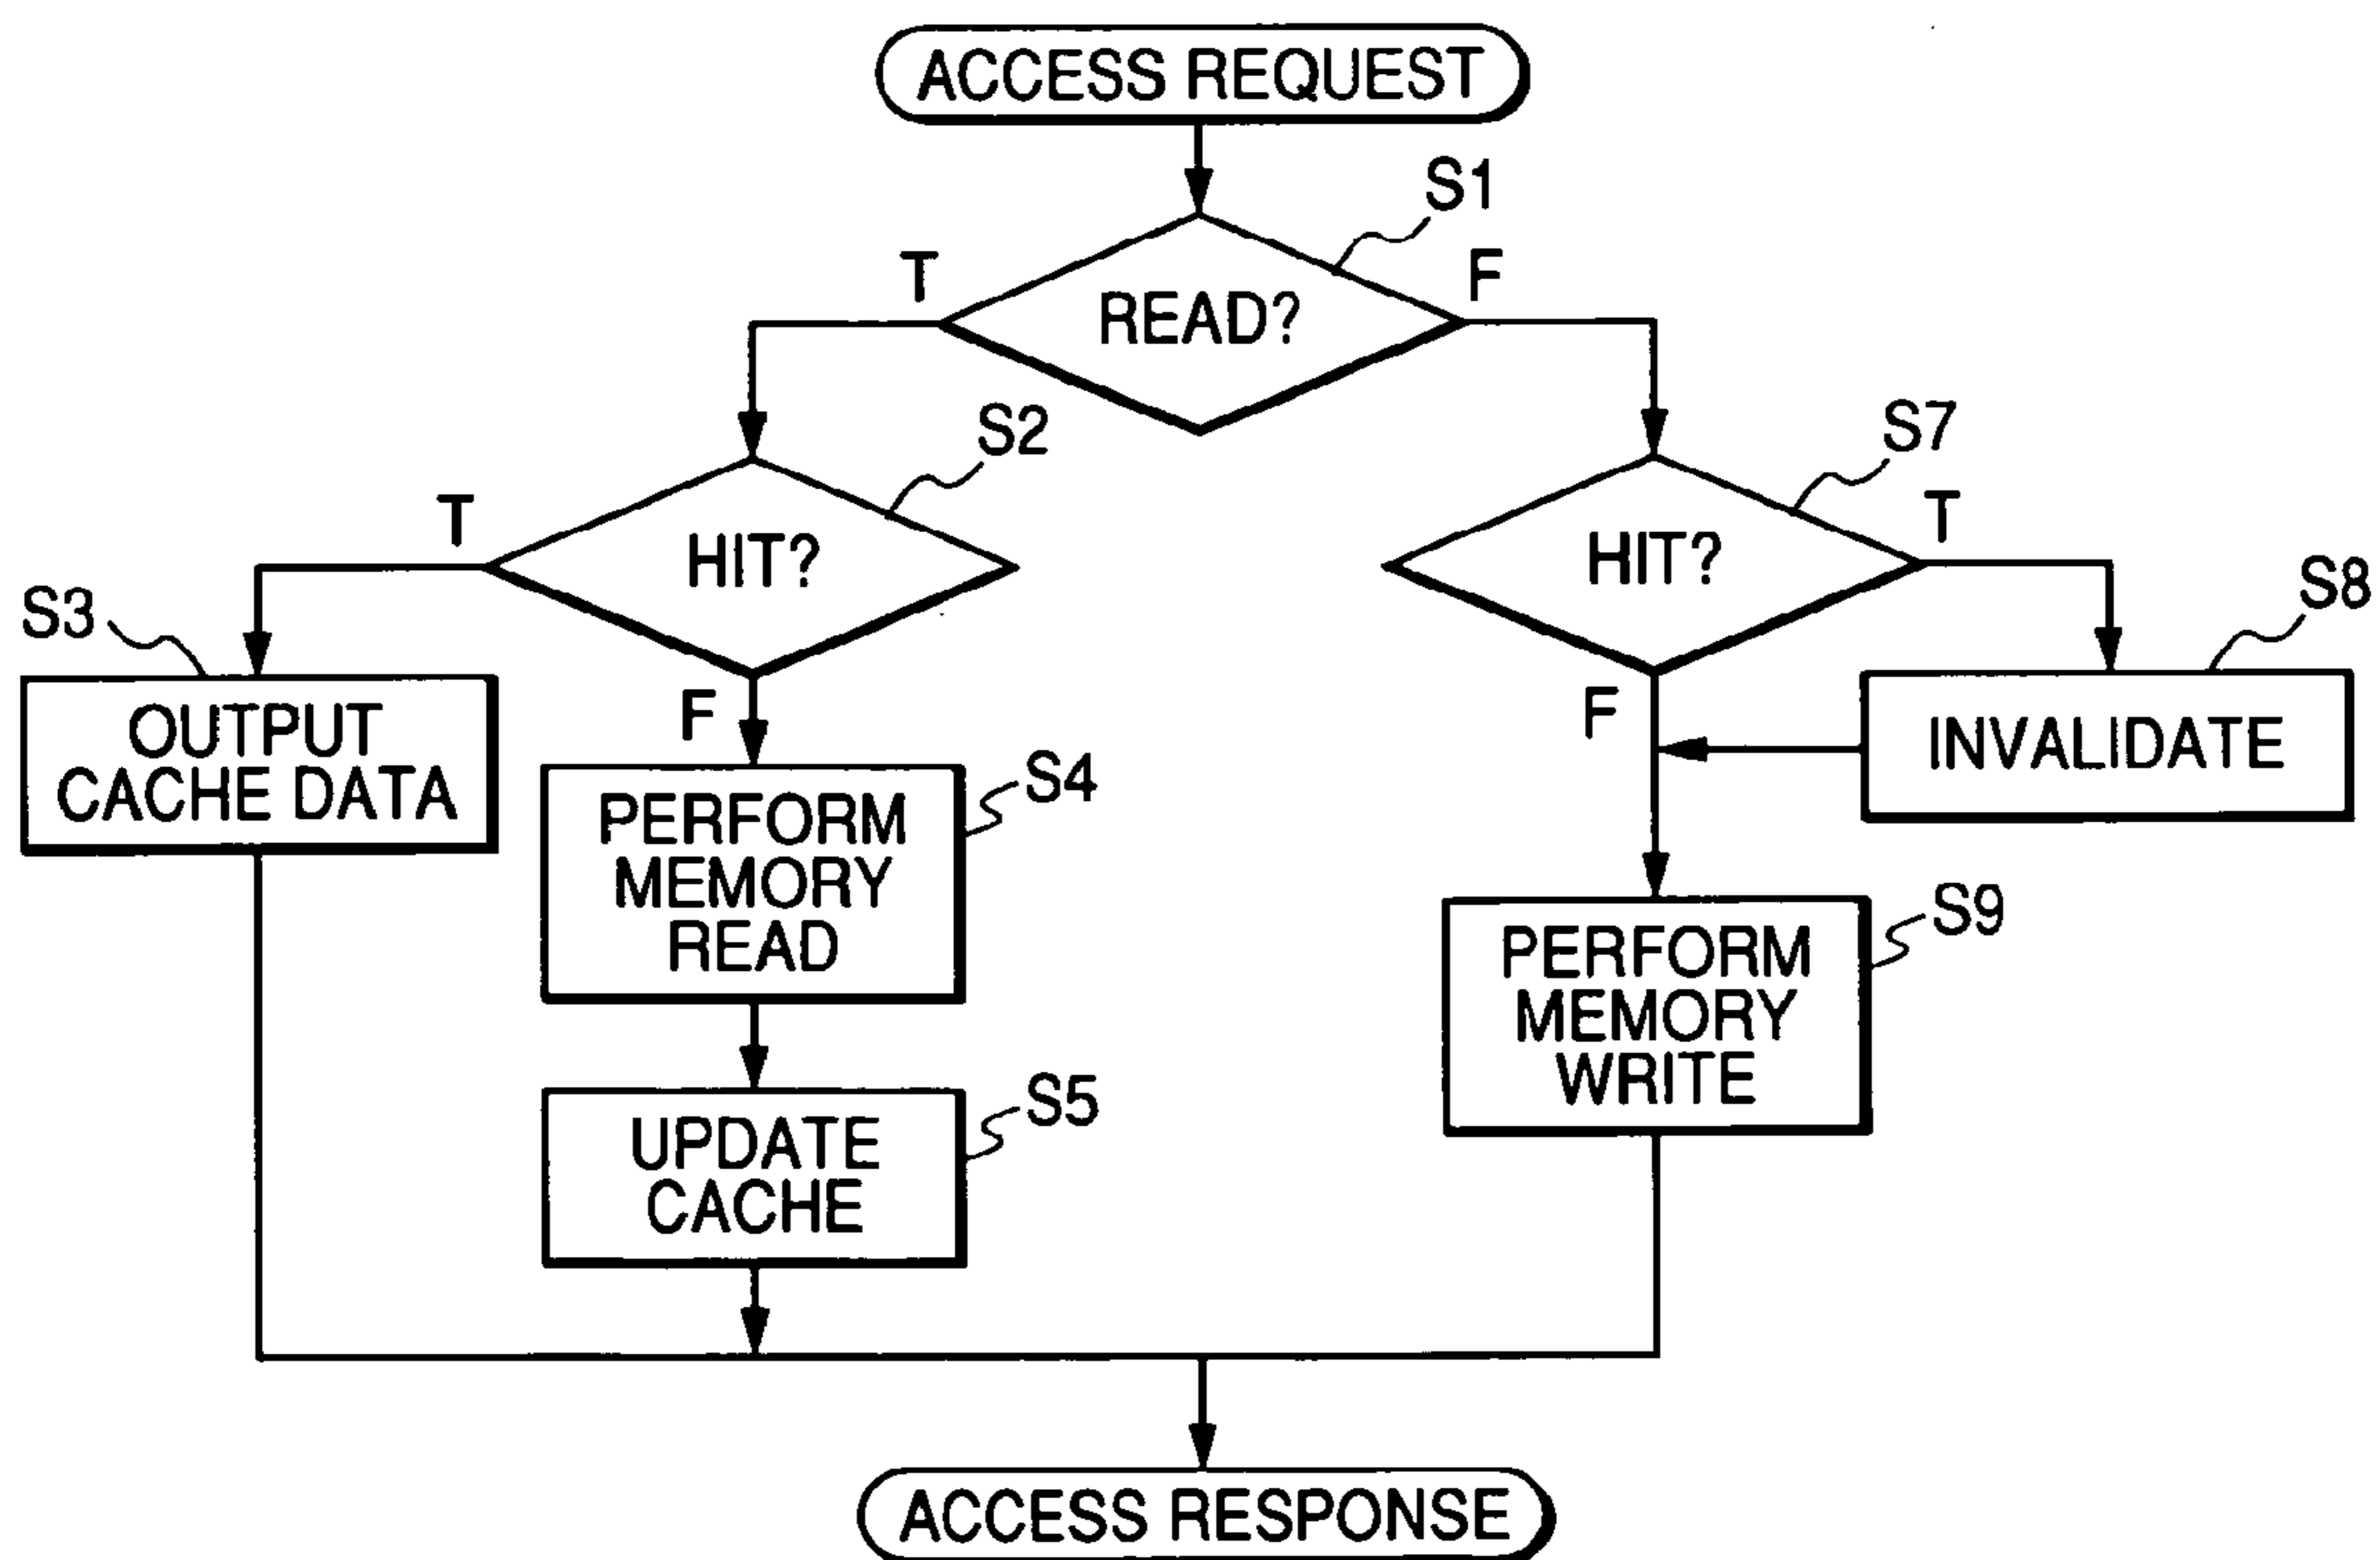 ACCESS REQUEST
S1
T
F
READ?
S2
S7
T
HIT?
HIT?
T
S3
S8
OUTPUT
CACHE DATA
F
F
INVALIDATE
S4
PERFORM
MEMORY
READ
S9
PERFORM
MEMORY
WRITE
S5
UPDATE
CACHE
ACCESS RESPONSE